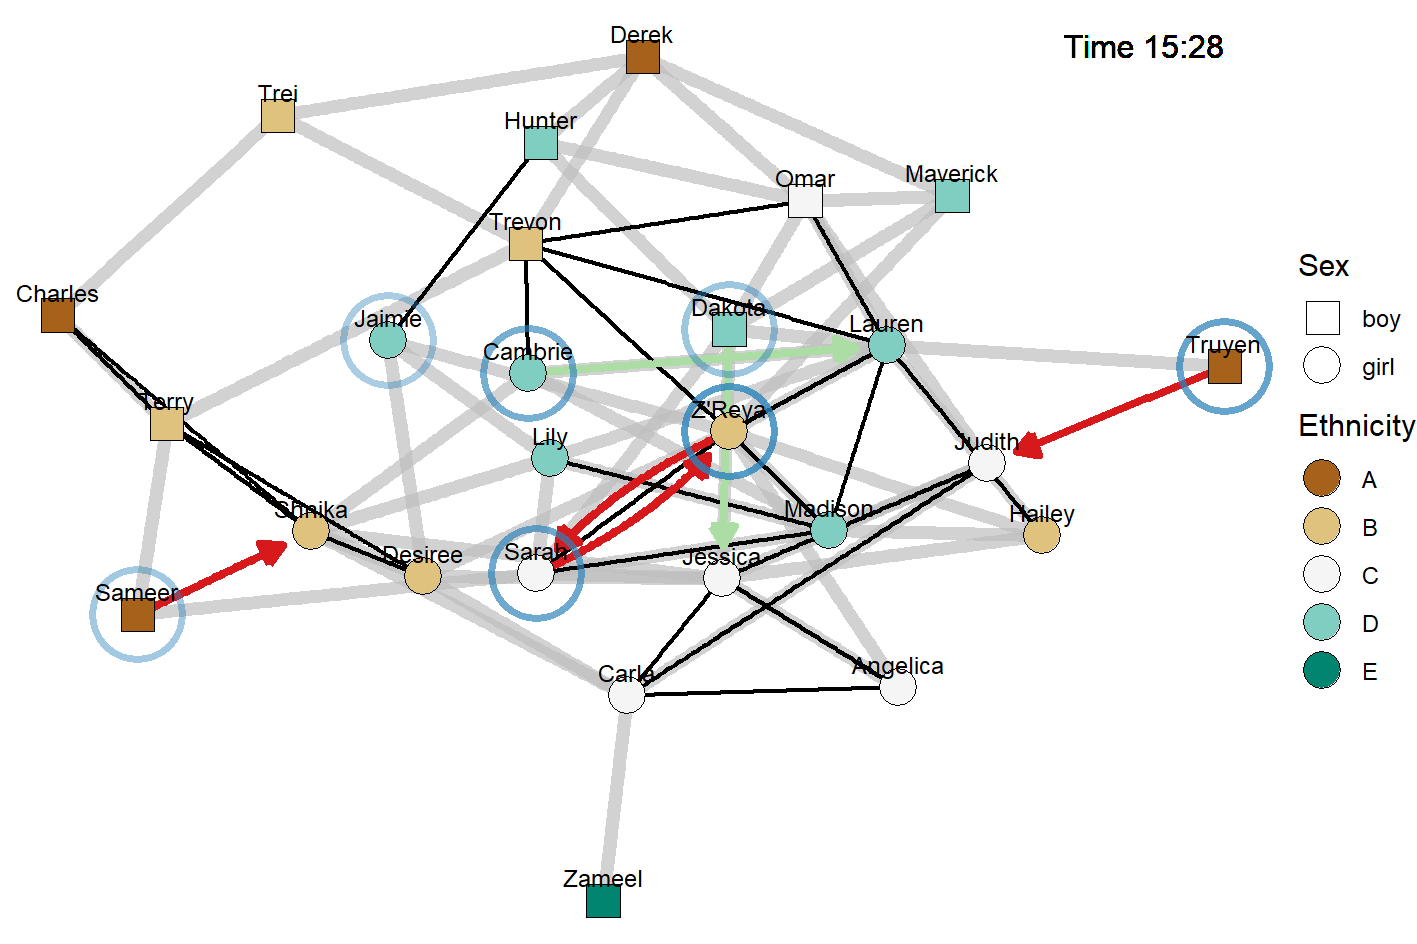 Derek
Time 15:28
Trei
Hunter
Omar
Maverick
Trevon
Charles
Jaimie
Dakota
Lauren
Cambrie
Truyen
Terry
Z'Reya
Lily
Judith
Shnika
Madison
Hailey
Desiree
Sarah
Jessica
Sameer
Carla
Angelica
Zameel
Sex
boy
girl
Ethnicity
A
B
C
D
E